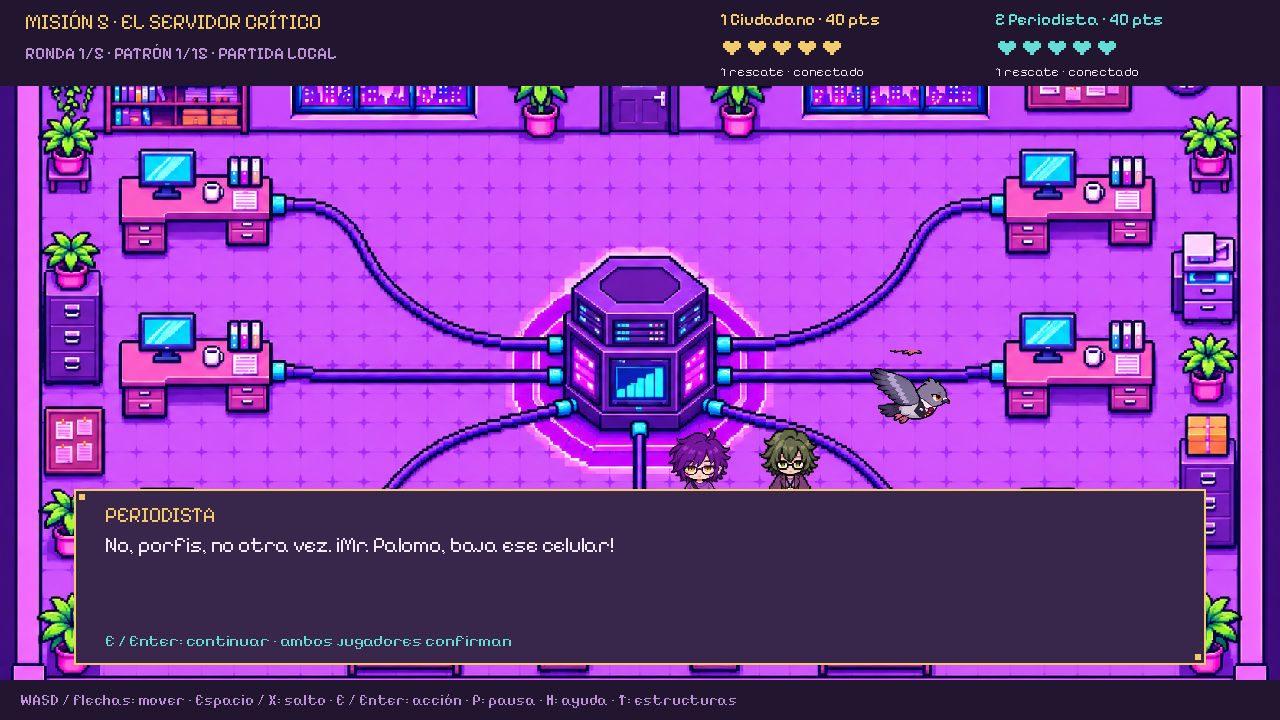 MISIÓN 5 · EL SERVIDOR CRÍTICO
RONDA 1/5 · PATRÓN 1/15 · PARTIDA LOCAL
1 Ciudadano · 40 pts
1 rescate · conectado
2 Periodista · 40 pts
1 rescate · conectado
PERIODISTA
No, porfis, no otra vez. ¡Mr. Palomo, baja ese celular!
E / Enter: continuar · ambos jugadores confirman
WASD / flechas: mover · Espacio / X: salto · E / Enter: acción · P: pausa · H: ayuda · T: estructuras